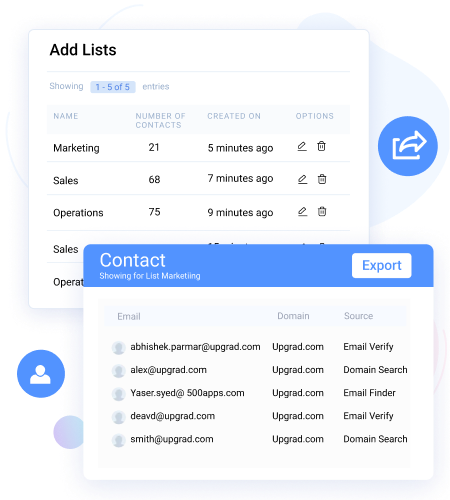 Add Lists
Showing 1 - 5 of 5 entries
NAME NUMBER OF CONTACTS CREATED ON OPTIONS
Marketing 21 5 minutes ago
Sales 68 7 minutes ago
Operations 75 9 minutes ago
Sales
Contact
Showing for List Marketiing
Export
Email Domain Source
abhishek.parmar@upgrad.com Upgrad.com Email Verify
alex@upgrad.com Upgrad.com Domain Search
Yaser.syed@ 500apps.com Upgrad.com Email Finder
deavd@upgrad.com Upgrad.com Email Verify
smith@upgrad.com Upgrad.com Domain Search